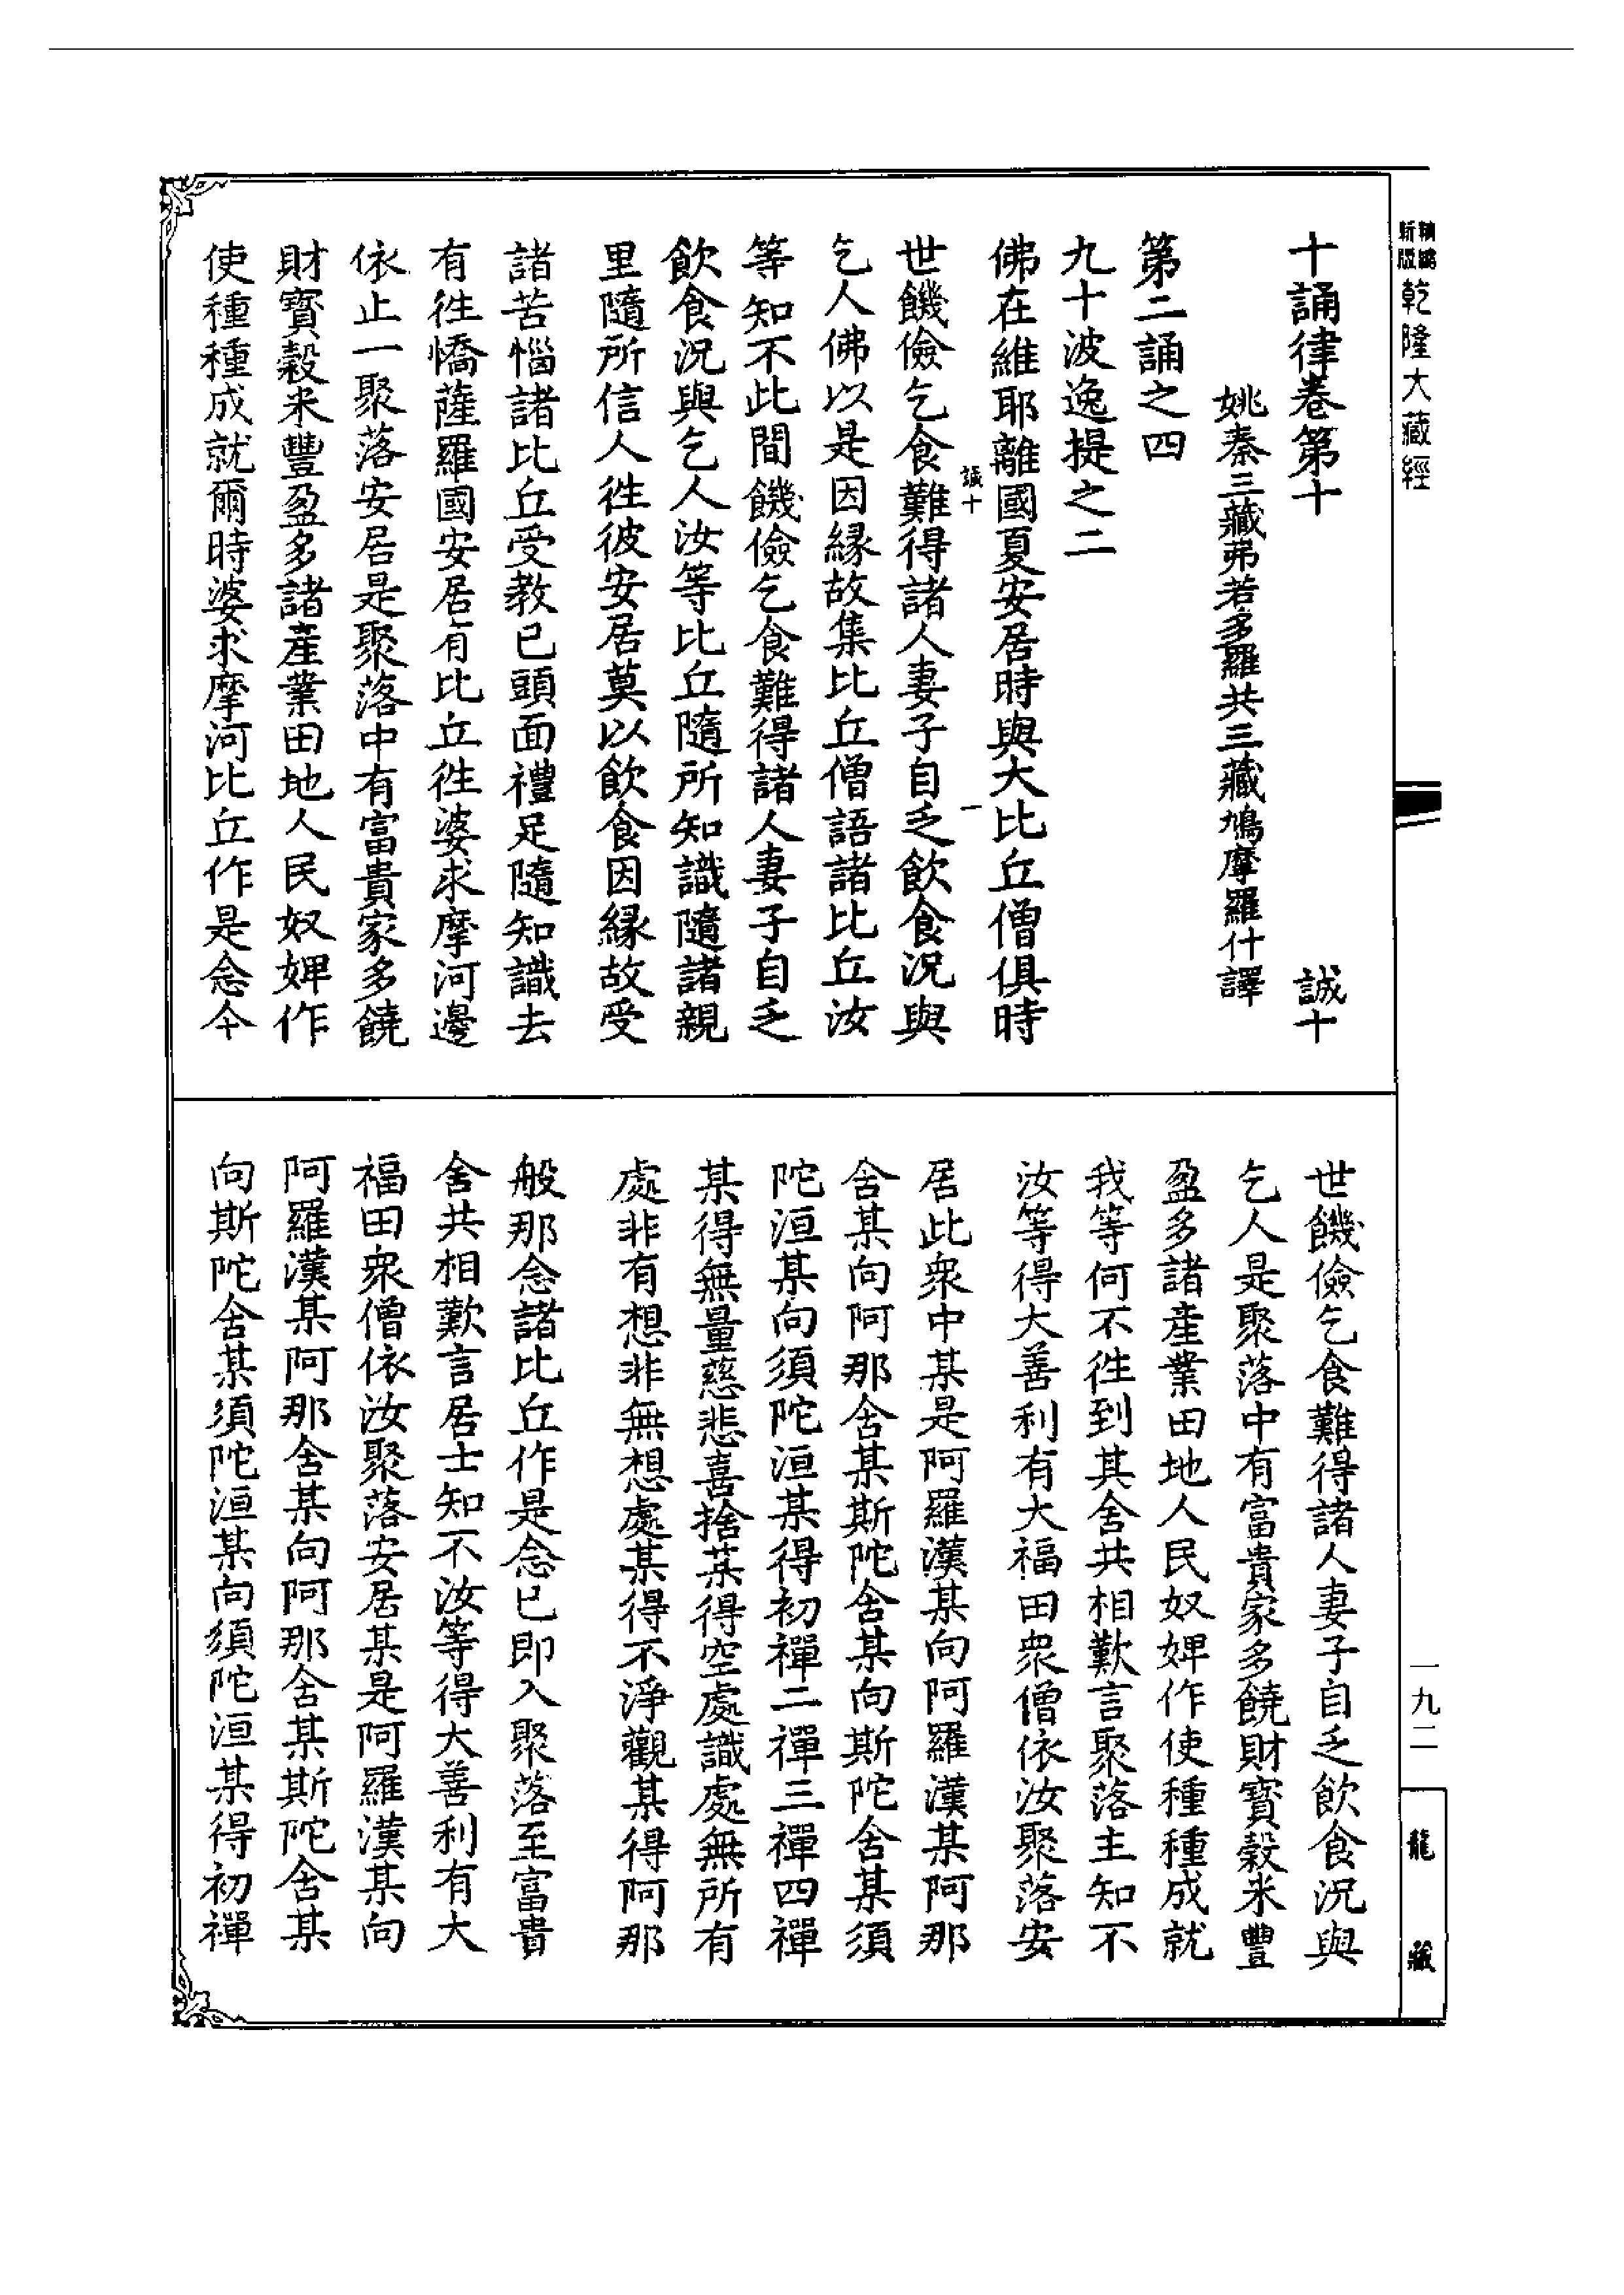 新編
縮版
乾隆大藏經
十誦律卷第十　誠十
姚秦三藏弗若多羅共三藏鳩摩羅什譯
第二誦之四
九十波逸提之二
佛在維耶離國夏安居時與大比丘僧俱時
誠十　一
世饑儉乞食難得諸人妻子自乏飲食況與
乞人佛以是因緣故集比丘僧語諸比丘汝
等知不此間饑儉乞食難得諸人妻子自乏
飲食況與乞人汝等比丘隨所知識隨諸親
里隨所信人往彼安居莫以飲食因緣故受
諸苦惱諸比丘受教已頭面禮足隨知識去
有往憍薩羅國安居有比丘往婆求摩河邊
依止一聚落安居是聚落中有富貴家多饒
財寶穀米豐盈多諸產業田地人民奴婢作
使種種成就爾時婆求摩河比丘作是念今
世饑儉乞食難得諸人妻子自乏飲食況與
乞人是聚落中有富貴家多饒財寶穀米豐
盈多諸產業田地人民奴婢作使種種成就
我等何不往到其舍共相歎言聚落主知不
汝等得大善利有大福田眾僧依汝聚落安
居此眾中某是阿羅漢某向阿羅漢某阿那
舍某向阿那舍某斯陀舍某向斯陀舍某須
陀洹某向須陀洹某得初禪二禪三禪四禪
某得無量慈悲喜捨某得空處識處無所有
處非有想非無想處某得不淨觀某得阿那
般那念諸比丘作是念已即入聚落至富貴
舍共相歎言居士知不汝等得大善利有大
福田眾僧依汝聚落安居某是阿羅漢某向
阿羅漢某阿那舍某向阿那舍某斯陀舍某
向斯陀舍某須陀洹某向須陀洹某得初禪
一九二
龍藏